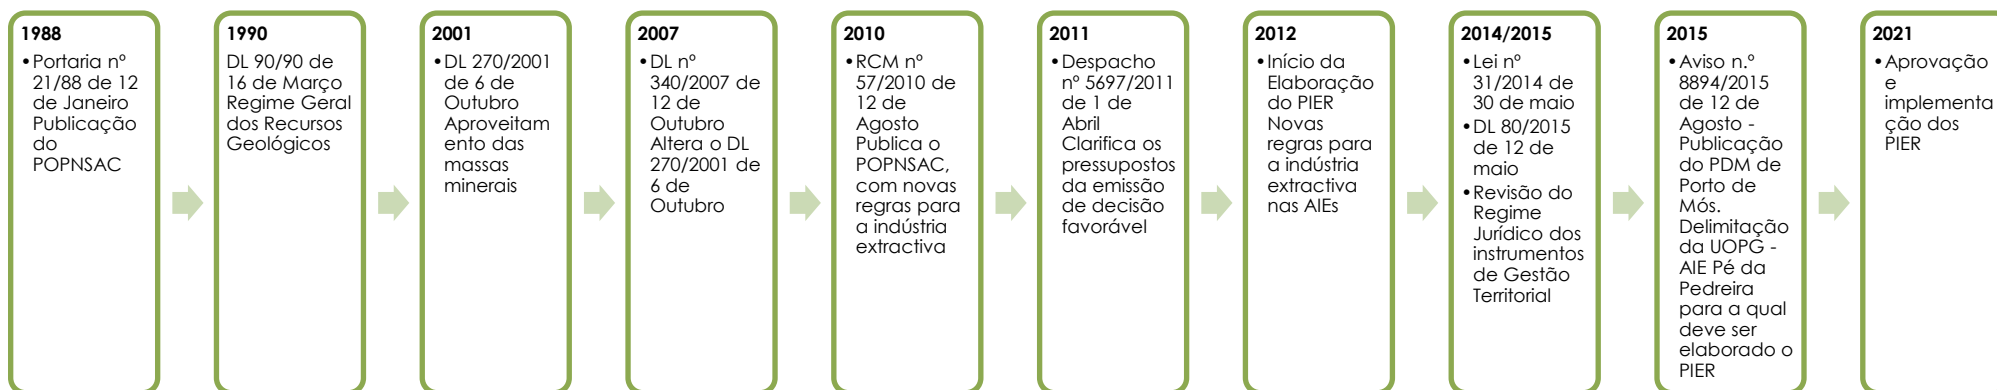 1988
•Portaria nº
21/88 de 12
de Janeiro
Publicação
do
POPNSAC
1990
DL 90/90 de
16 de Março
Regime Geral
dos Recursos
Geológicos
2001
•DL 270/2001
de 6 de
Outubro
Aproveitam
ento das
massas
minerais
2007
•DL nº
340/2007 de
12 de
Outubro
Altera o DL
270/2001 de
6 de
Outubro
2010
•RCM nº
57/2010 de
12 de
Agosto
Publica o
POPNSAC,
com novas
regras para
a indústria
extractiva
2011
•Despacho
nº 5697/2011
de 1 de
Abril
Clarifica os
pressupostos
da emissão
de decisão
favorável
2012
•Início da
Elaboração
do PIER
Novas
regras para
a indústria
extractiva
nas AIEs
2014/2015
•Lei nº
31/2014 de
30 de maio
•DL 80/2015
de 12 de
maio
•Revisão do
Regime
Jurídico dos
instrumentos
de Gestão
Territorial
2015
•Aviso n.º
8894/2015
de 12 de
Agosto -
Publicação
do PDM de
Porto de
Mós.
Delimitação
da UOPG -
AIE Pé da
Pedreira
para a qual
deve ser
elaborado o
PIER
2021
•Aprovação
e
implementa
ção dos
PIER